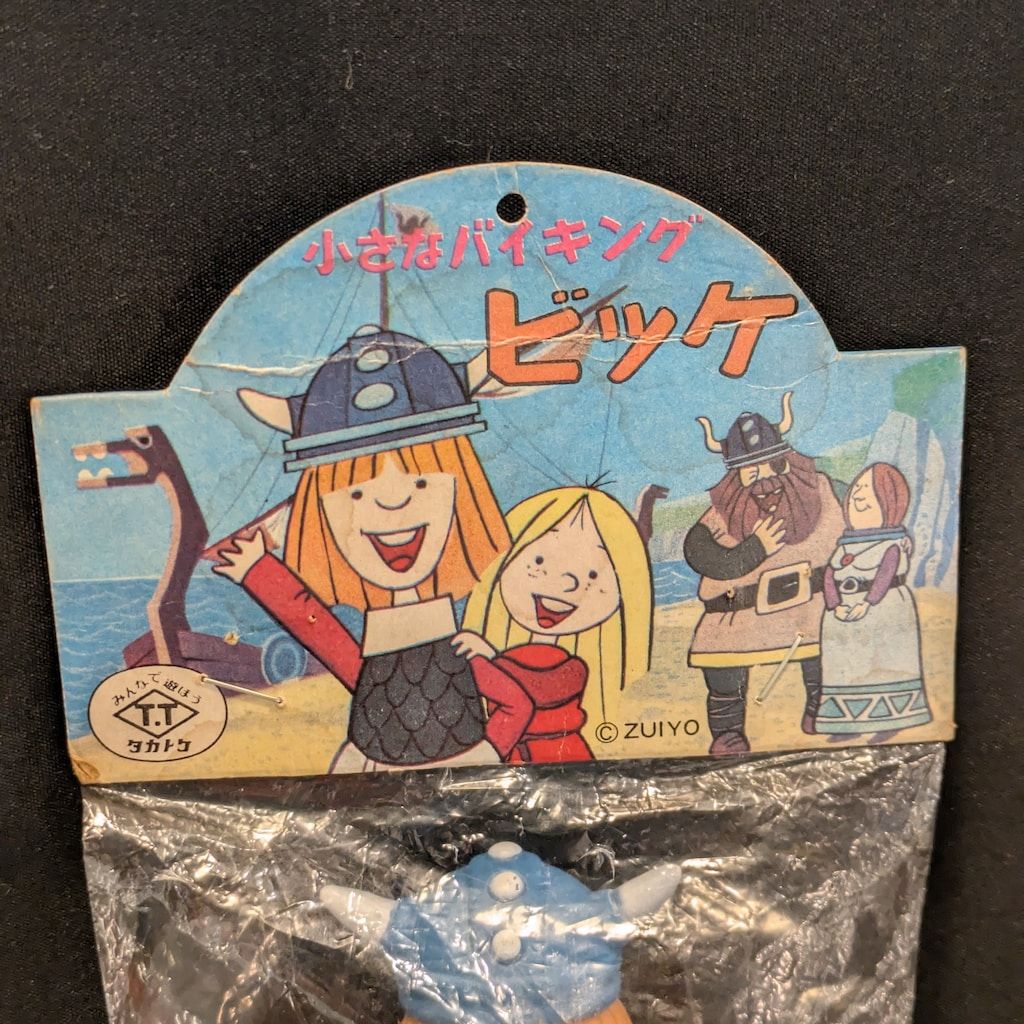 小さなバイキング
ビッケ
みんなで遊ぼう
T.T
タカトク
© ZUIYO